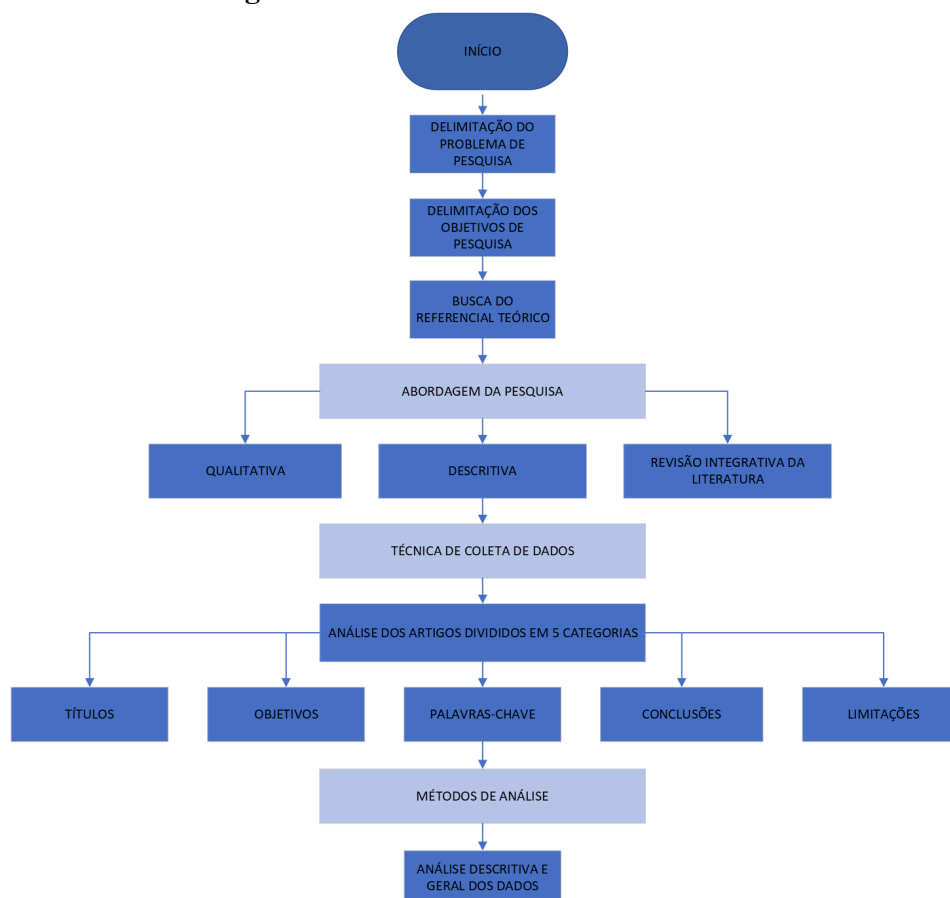 INÍCIO
DELIMITAÇÃO DO
PROBLEMA DE
PESQUISA
DELIMITAÇÃO DOS
OBJETIVOS DE
PESQUISA
BUSCA DO
REFERENCIAL TEÓRICO
ABORDAGEM DA PESQUISA
QUALITATIVA
DESCRITIVA
REVISÃO INTEGRATIVA DA
LITERATURA
TÉCNICA DE COLETA DE DADOS
ANÁLISE DOS ARTIGOS DIVIDIDOS EM 5 CATEGORIAS
TÍTULOS
OBJETIVOS
PALAVRAS-CHAVE
CONCLUSÕES
LIMITAÇÕES
MÉTODOS DE ANÁLISE
ANÁLISE DESCRITIVA E
GERAL DOS DADOS